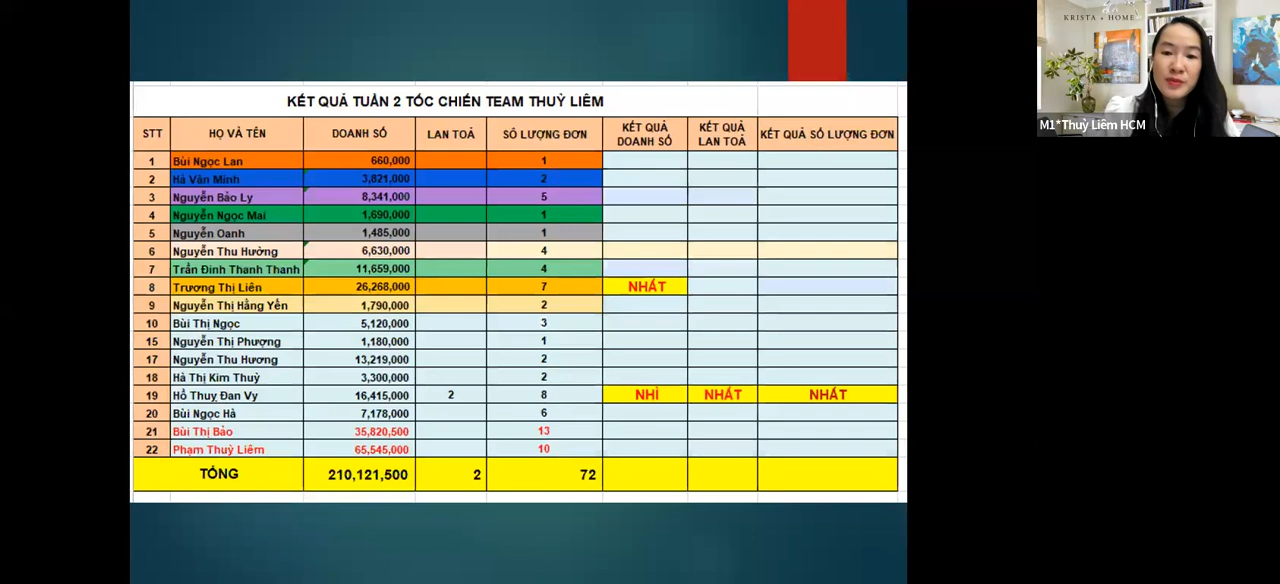 KRISTA HOME
M1*Thuỳ Liêm HCM
KẾT QUẢ TUẦN 2 TÓC CHIẾN TEAM THUỲ LIÊM
STT HỌ VÀ TÊN DOANH SỐ LAN TOẢ SỐ LƯỢNG ĐƠN KẾT QUẢ DOANH SỐ KẾT QUẢ LAN TOẢ KẾT QUẢ SỐ LƯỢNG ĐƠN
1 Bùi Ngọc Lan 660,000 1
2 Hà Văn Minh 3,821,000 2
3 Nguyễn Bảo Ly 8,341,000 5
4 Nguyễn Ngọc Mai 1,690,000 1
5 Nguyễn Oanh 1,485,000 1
6 Nguyễn Thu Hường 6,630,000 4
7 Trần Đinh Thanh Thanh 11,659,000 4
8 Trương Thị Liên 26,268,000 7 NHẤT
9 Nguyễn Thị Hằng Yến 1,790,000 2
10 Bùi Thị Ngọc 5,120,000 3
15 Nguyễn Thị Phượng 1,180,000 1
17 Nguyễn Thu Hương 13,219,000 2
18 Hà Thị Kim Thuỳ 3,300,000 2
19 Hồ Thuỵ Đan Vy 16,415,000 2 8 NHÌ NHẤT NHẤT
20 Bùi Ngọc Hà 7,178,000 6
21 Bùi Thị Bảo 35,820,500 13
22 Phạm Thuỳ Liêm 65,545,000 10
TỔNG 210,121,500 2 72